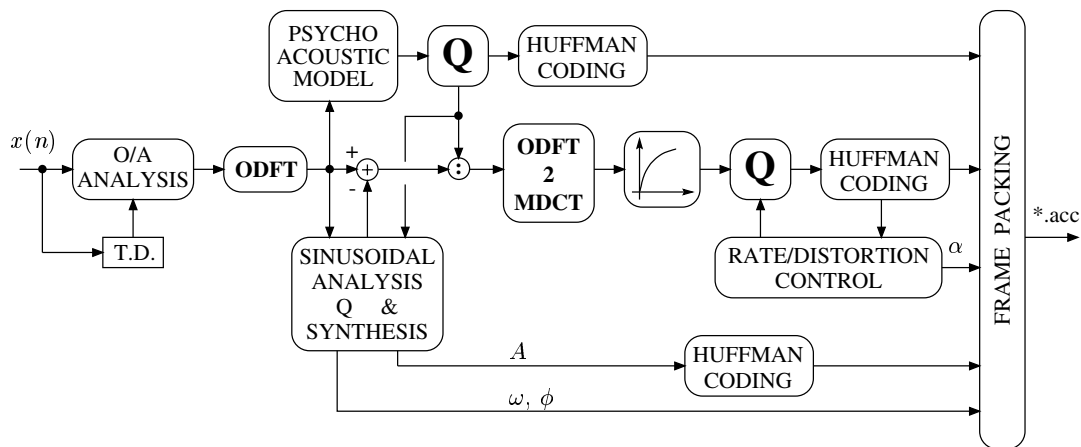 PSYCHO
ACOUSTIC
MODEL
Q
HUFFMAN
CODING
x(n)
O/A
ANALYSIS
ODFT
+
+
-
:
ODFT
2
MDCT
Q
HUFFMAN
CODING
T.D.
SINUSOIDAL
ANALYSIS
Q &
SYNTHESIS
RATE/DISTORTION
CONTROL
α
FRAME PACKING
*.acc
A
HUFFMAN
CODING
ω, ϕ